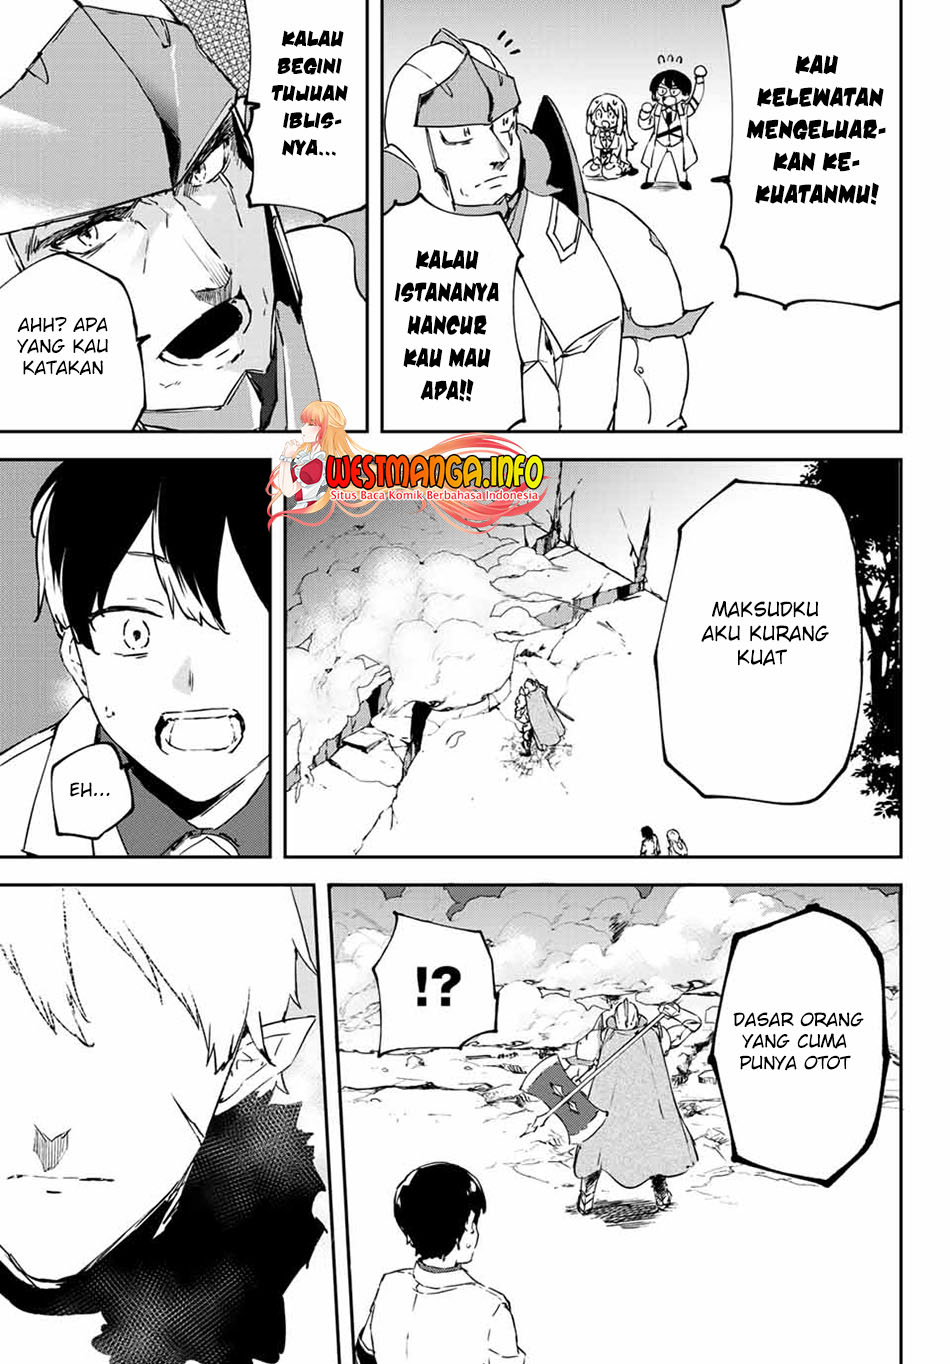 KAU
KELEWATAN
MENGELUAR-
KAN KE-
KUATANMU!
KALAU
ISTANANYA
HANCUR
KAU MAU
APA!!
KALAU
BEGINI
TUJUAN
IBLIS-
NYA...
AHH? APA
YANG KAU
KATAKAN
WESTMANGA.INFO
Situs Baca Komik Berbahasa Indonesia
MAKSUDKU
AKU KURANG
KUAT
EH...
DASAR ORANG
YANG CUMA
PUNYA OTOT
!?